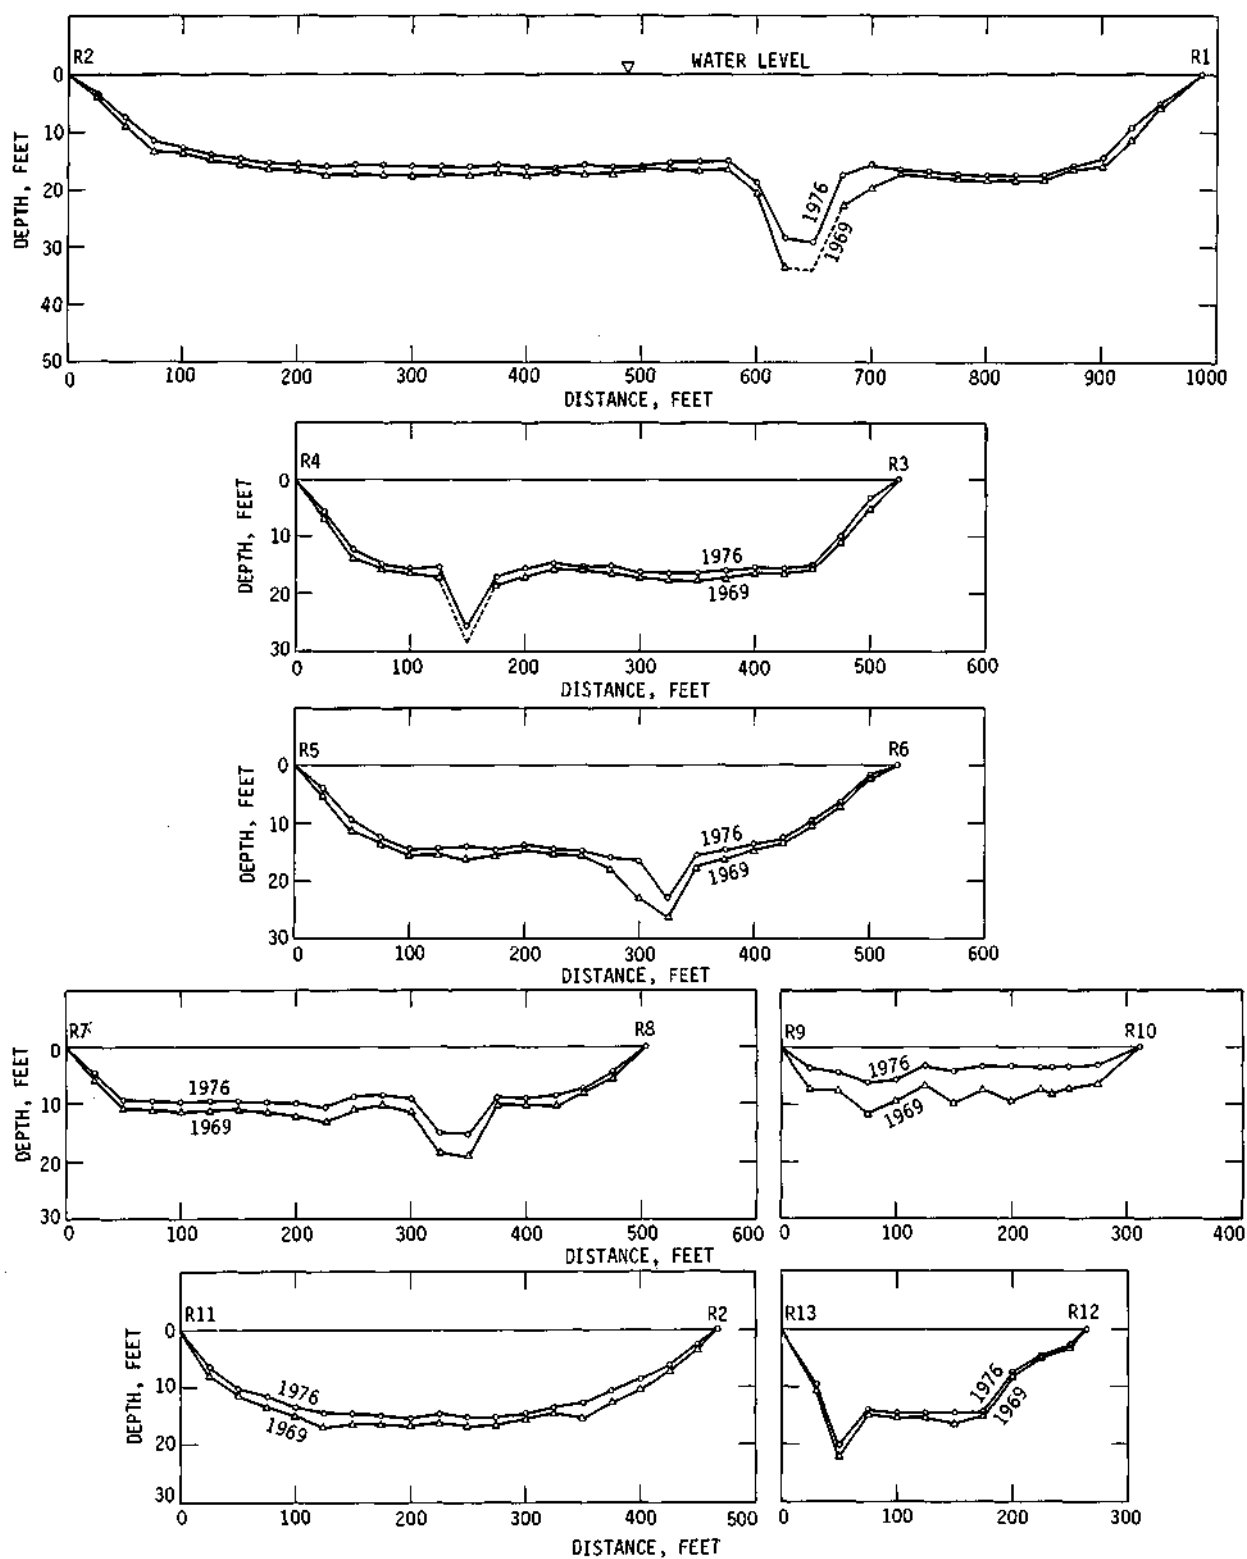 R2
WATER LEVEL
R1
0
10
20
30
40
50
DEPTH, FEET
1976
1969
0 100 200 300 400 500 600 700 800 900 1000
DISTANCE, FEET
R4
R3
0
10
20
30
DEPTH, FEET
1976
1969
0 100 200 300 400 500 600
DISTANCE, FEET
R5
R6
0
10
20
30
DEPTH, FEET
1976
1969
0 100 200 300 400 500 600
DISTANCE, FEET
R7
R8
0
10
20
30
DEPTH, FEET
1976
1969
0 100 200 300 400 500 600
R9
R10
1976
1969
0 100 200 300 400
DISTANCE, FEET
R11
R2
0
10
20
30
DEPTH, FEET
1976
1969
0 100 200 300 400 500
R13
R12
1976
1969
0 100 200 300
DISTANCE, FEET